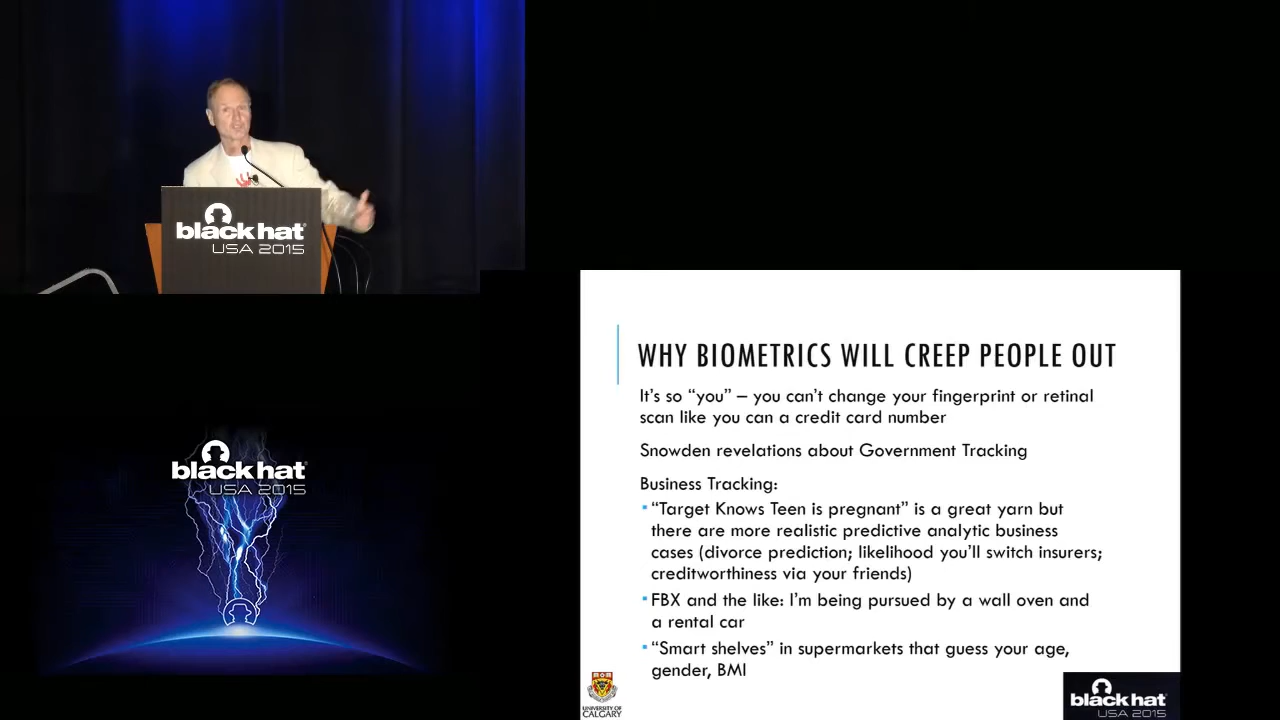 black hat
USA 2015
WHY BIOMETRICS WILL CREEP PEOPLE OUT
It's so “you” – you can't change your fingerprint or retinal
scan like you can a credit card number
Snowden revelations about Government Tracking
Business Tracking:
“Target Knows Teen is pregnant” is a great yarn but
there are more realistic predictive analytic business
cases (divorce prediction; likelihood you'll switch insurers;
creditworthiness via your friends)
FBX and the like: I'm being pursued by a wall oven and
a rental car
“Smart shelves” in supermarkets that guess your age,
gender, BMI
black hat
USA 2015
UNIVERSITY OF
CALGARY
black hat
USA 2015